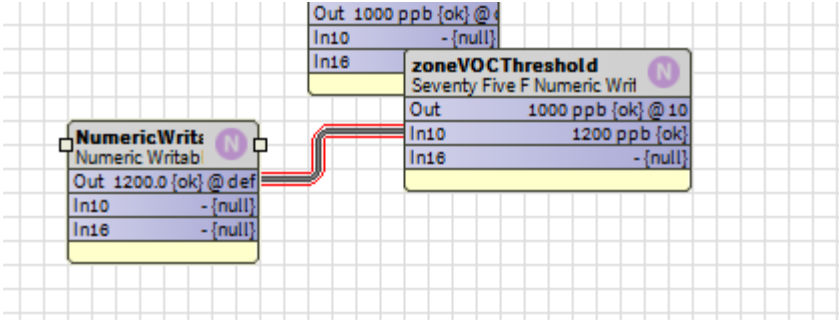 Out 1000 ppb {ok} @
In10 - {null}
In16
zoneVOCThreshold N
Seventy Five F Numeric Writ
Out 1000 ppb {ok} @ 10
In10 1200 ppb {ok}
In16 - {null}
NumericWrita N
Numeric Writabl
Out 1200.0 {ok} @ def
In10 - {null}
In16 - {null}